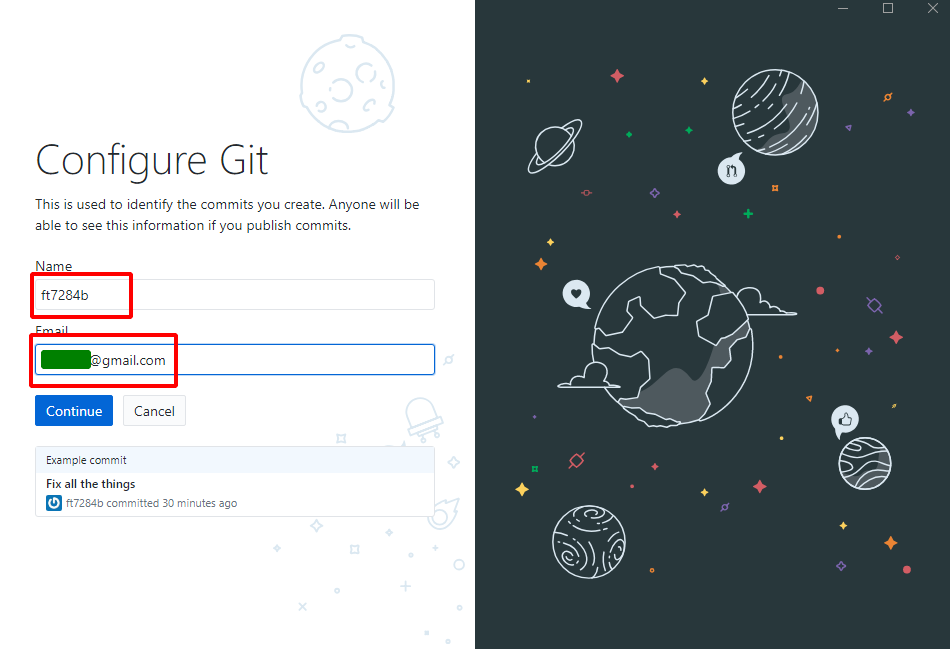 Configure Git
This is used to identify the commits you create. Anyone will be
able to see this information if you publish commits.
Name
ft7284b
Email
@gmail.com
Continue Cancel
Example commit
Fix all the things
ft7284b committed 30 minutes ago